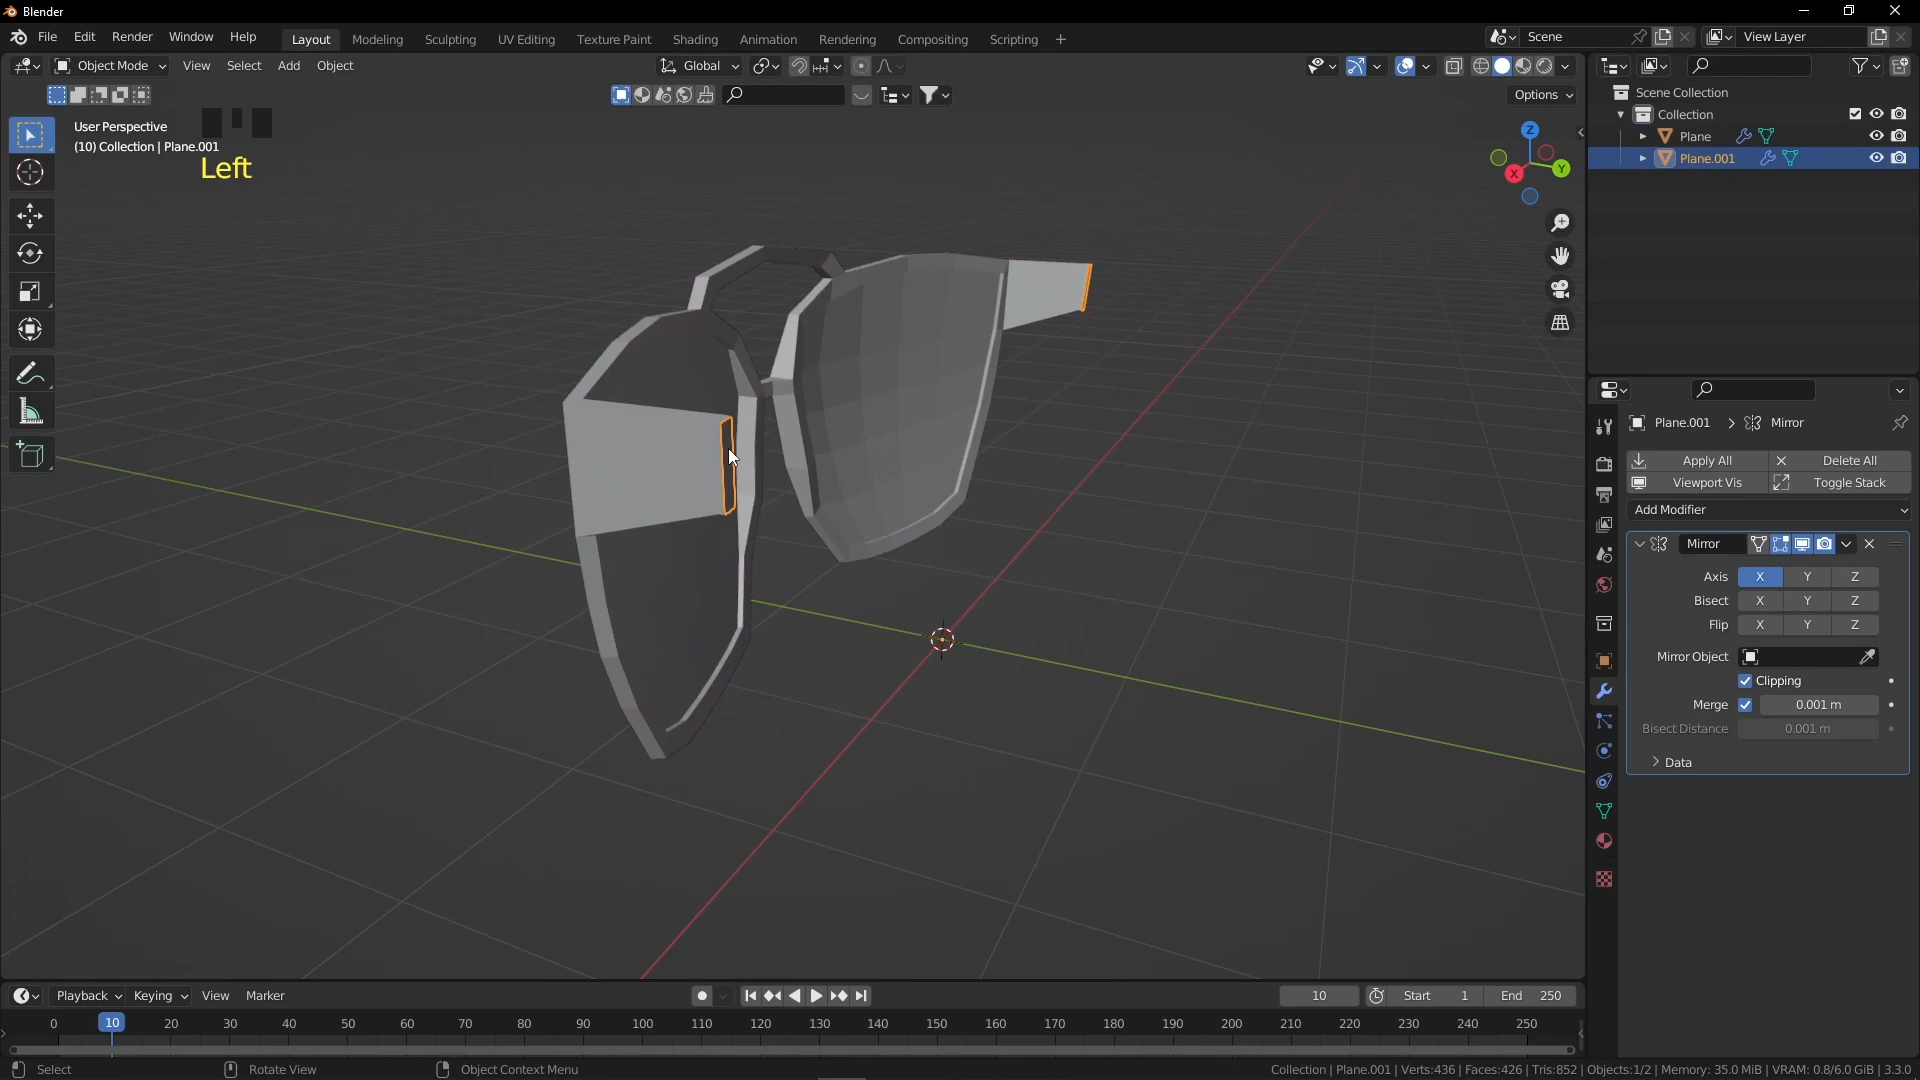 Blender
File Edit Render Window Help Layout Modeling Sculpting UV Editing Texture Paint Shading Animation Rendering Compositing Scripting + Scene View Layer
Object Mode View Select Add Object Global
Options
User Perspective
(10) Collection | Plane.001
Left
Z
Y
X
Scene Collection
Collection
Plane
Plane.001
Plane.001 > Mirror
Apply All Delete All
Viewport Vis Toggle Stack
Add Modifier
Mirror
Axis X Y Z
Bisect X Y Z
Flip X Y Z
Mirror Object
Clipping
Merge 0.001 m
Bisect Distance 0.001 m
Data
Playback Keying View Marker 10 Start 1 End 250
0 10 20 30 40 50 60 70 80 90 100 110 120 130 140 150 160 170 180 190 200 210 220 230 240 250
Select Rotate View Object Context Menu Collection | Plane.001 | Verts:436 | Faces:426 | Tris:852 | Objects:1/2 | Memory: 35.0 MiB | VRAM: 0.8/6.0 GiB | 3.3.0